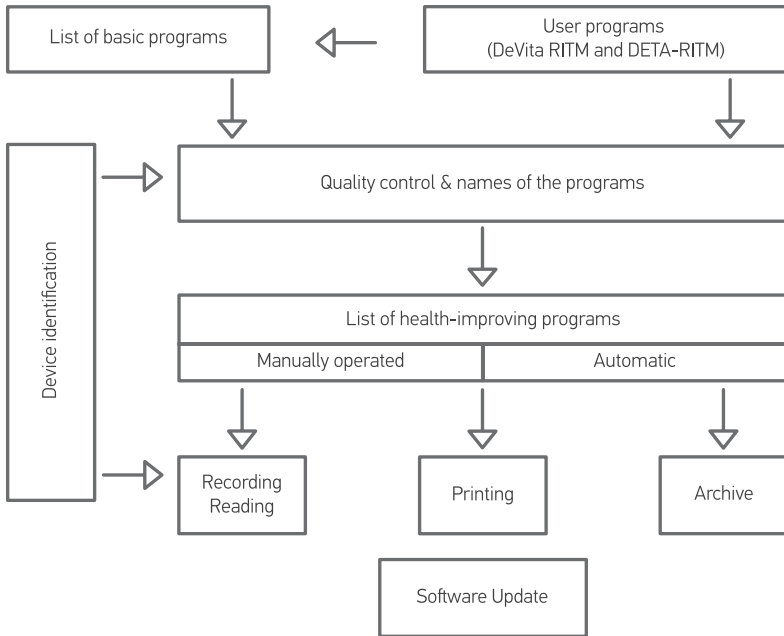 List of basic programs
User programs
(DeVita RITM and DETA-RITM)
Device identification
Quality control & names of the programs
List of health-improving programs
Manually operated
Automatic
Recording
Reading
Printing
Archive
Software Update